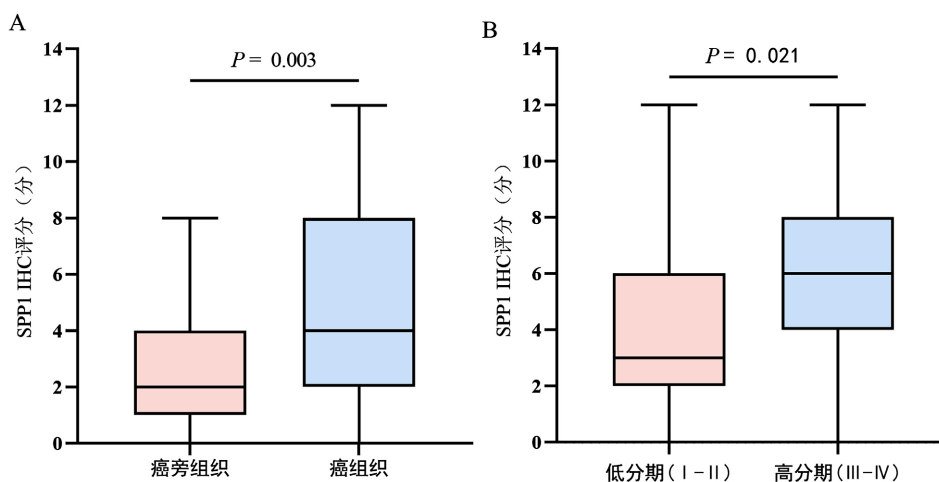 A
SPP1 IHC评分（分）
14
12
10
8
6
4
2
0
P = 0.003
癌旁组织
癌组织
B
SPP1 IHC评分（分）
14
12
10
8
6
4
2
0
P = 0.021
低分期(Ⅰ-Ⅱ)
高分期(Ⅲ-Ⅳ)